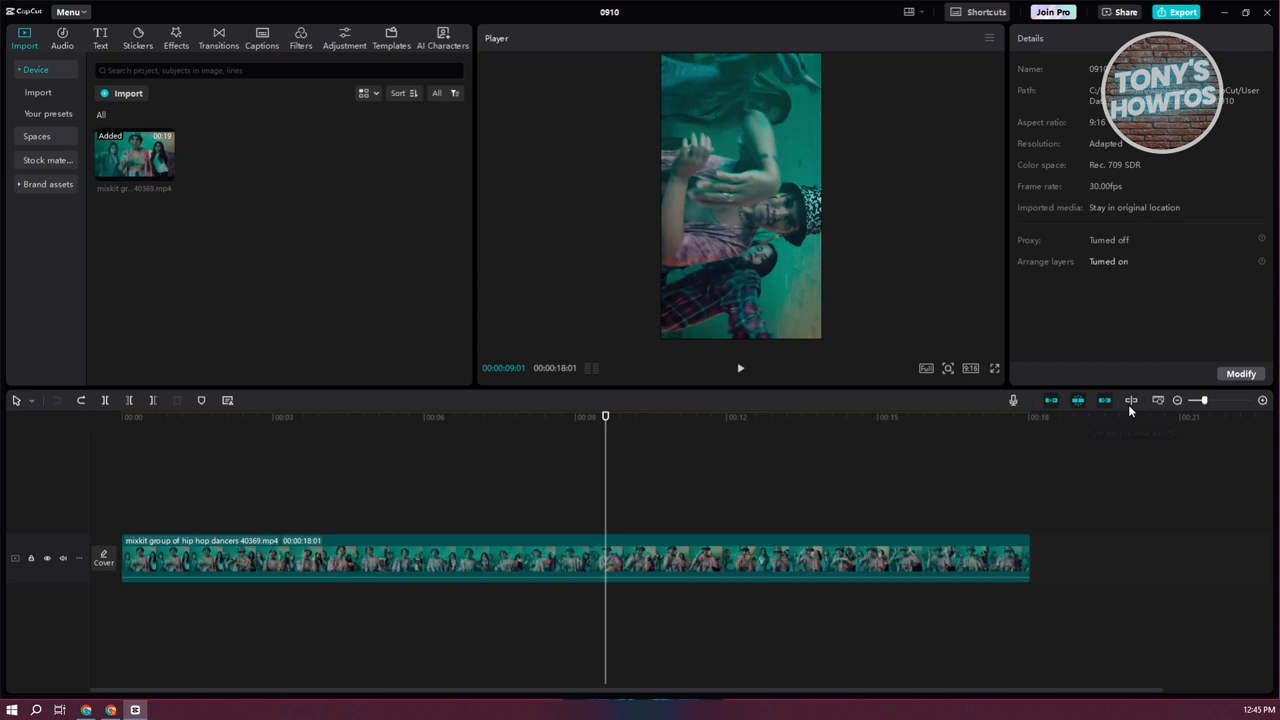 CapCut
Menu
0910
Shortcuts
Join Pro
Share
Export
Import
Audio
Text
Stickers
Effects
Transitions
Captions
Filters
Adjustment
Templates
AI Characters
Player
Details
Device
Import
Your presets
Spaces
Stock mate...
Brand assets
Search project, subjects in image, lines
Import
Sort
All
All
Added
00:19
mixkit gr...40369.mp4
Name:
Path:
Aspect ratio: 9:16
Resolution: Adapted
Color space: Rec. 709 SDR
Frame rate: 30.00fps
Imported media: Stay in original location
Proxy: Turned off
Arrange layers Turned on
TONY'S
HOWTOS
Modify
00:00:09:01 00:00:18:01
Full
9:16
00:00
00:03
00:06
00:09
00:12
00:15
00:18
00:21
mixkit group of hip hop dancers 40369.mp4 00:00:18:01
Cover
12:45 PM